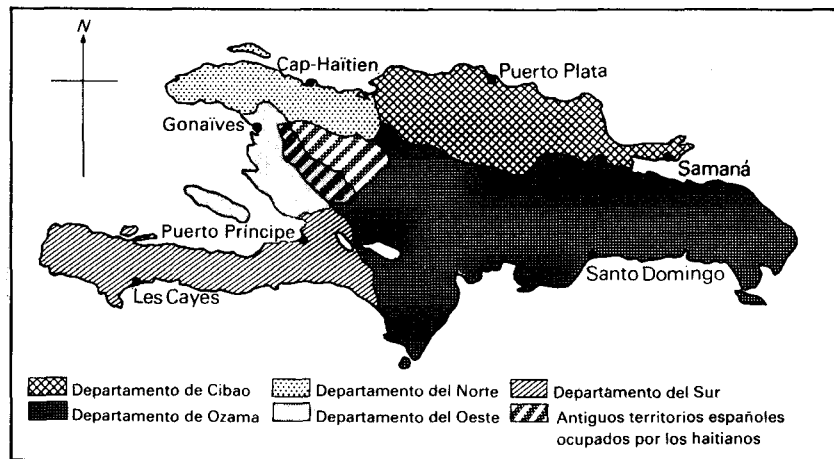 N
Cap-Haïtien
Puerto Plata
Gonaïves
Samaná
Puerto Príncipe
Santo Domingo
Les Cayes
Departamento de Cibao
Departamento del Norte
Departamento del Sur
Departamento de Ozama
Departamento del Oeste
Antiguos territorios españoles
ocupados por los haitianos